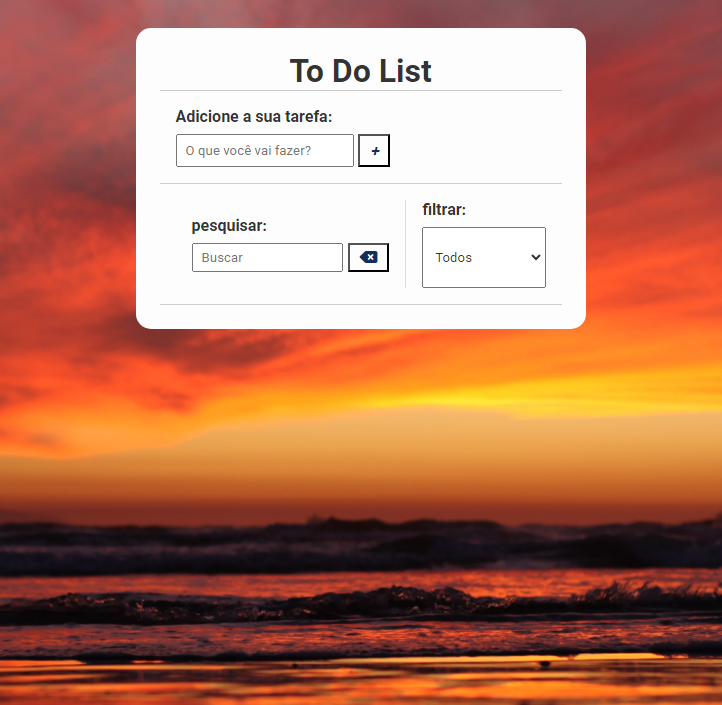 To Do List
Adicione a sua tarefa:
O que você vai fazer?
+
pesquisar:
Buscar
filtrar:
Todos